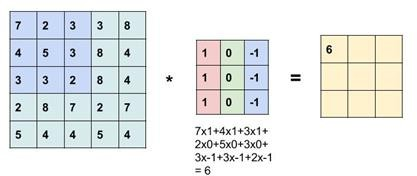 7 2 3 3 8
4 5 3 8 4
3 3 2 8 4
2 8 7 2 7
5 4 4 5 4
*
1 0 -1
1 0 -1
1 0 -1
=
6
7x1+4x1+3x1+
2x0+5x0+3x0+
3x-1+3x-1+2x-1
= 6